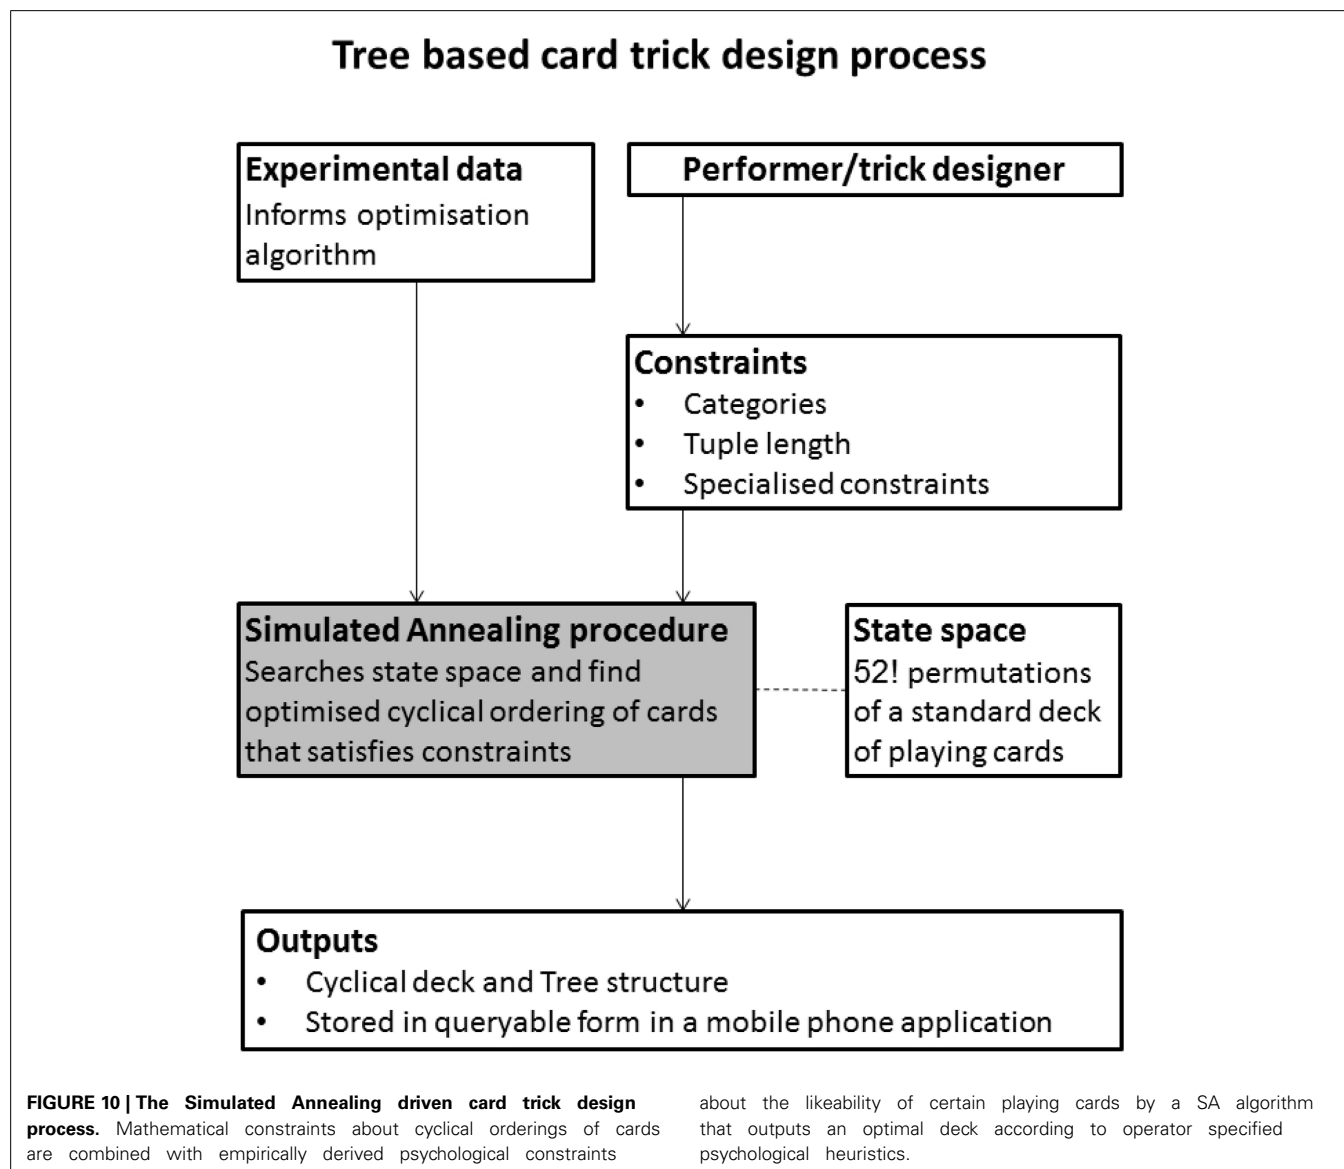 Tree based card trick design process
Experimental data
Informs optimisation
algorithm
Performer/trick designer
Constraints
• Categories
• Tuple length
• Specialised constraints
Simulated Annealing procedure
Searches state space and find
optimised cyclical ordering of cards
that satisfies constraints
State space
52! permutations
of a standard deck
of playing cards
Outputs
• Cyclical deck and Tree structure
• Stored in queryable form in a mobile phone application
FIGURE 10 | The Simulated Annealing driven card trick design
process. Mathematical constraints about cyclical orderings of cards
are combined with empirically derived psychological constraints
about the likeability of certain playing cards by a SA algorithm
that outputs an optimal deck according to operator specified
psychological heuristics.